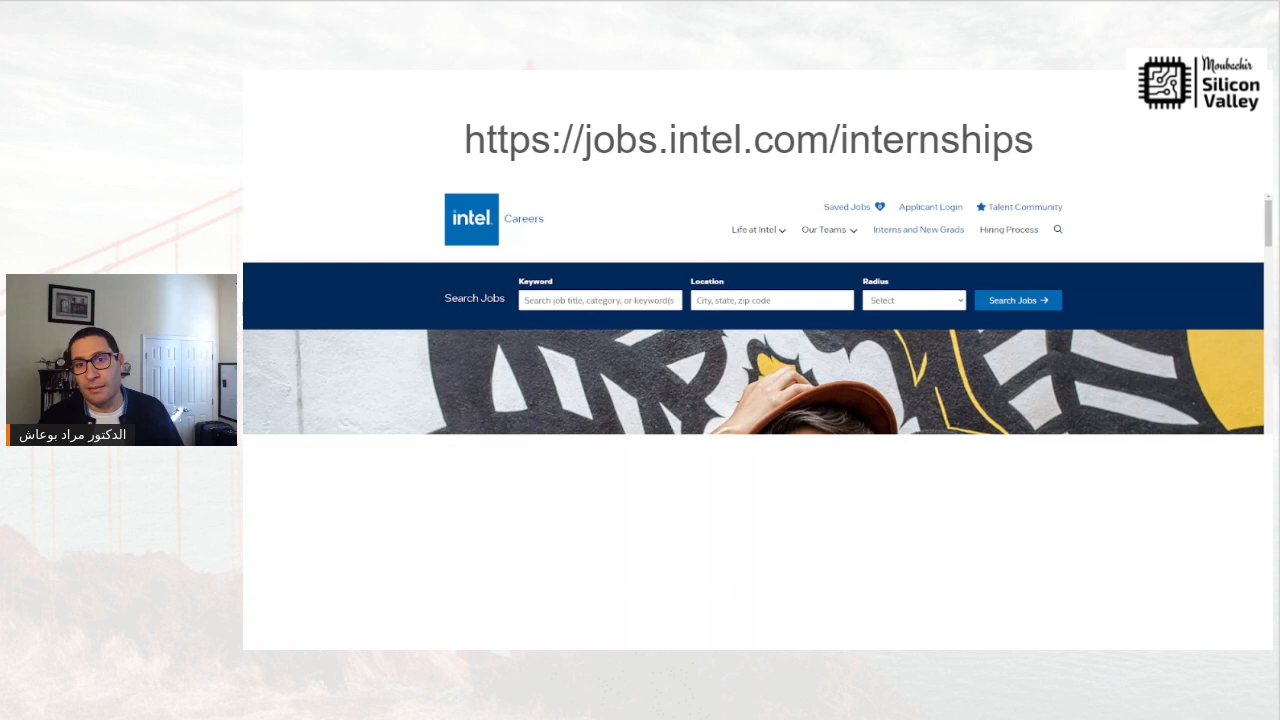 Moubachir
Silicon
Valley
https://jobs.intel.com/internships
intel.
Careers
Saved Jobs
Applicant Login
Talent Community
Life at Intel
Our Teams
Interns and New Grads
Hiring Process
Search Jobs
Keyword
Search job title, category, or keyword(s
Location
City, state, zip code
Radius
Select
Search Jobs
الدكتور مراد بوعاش